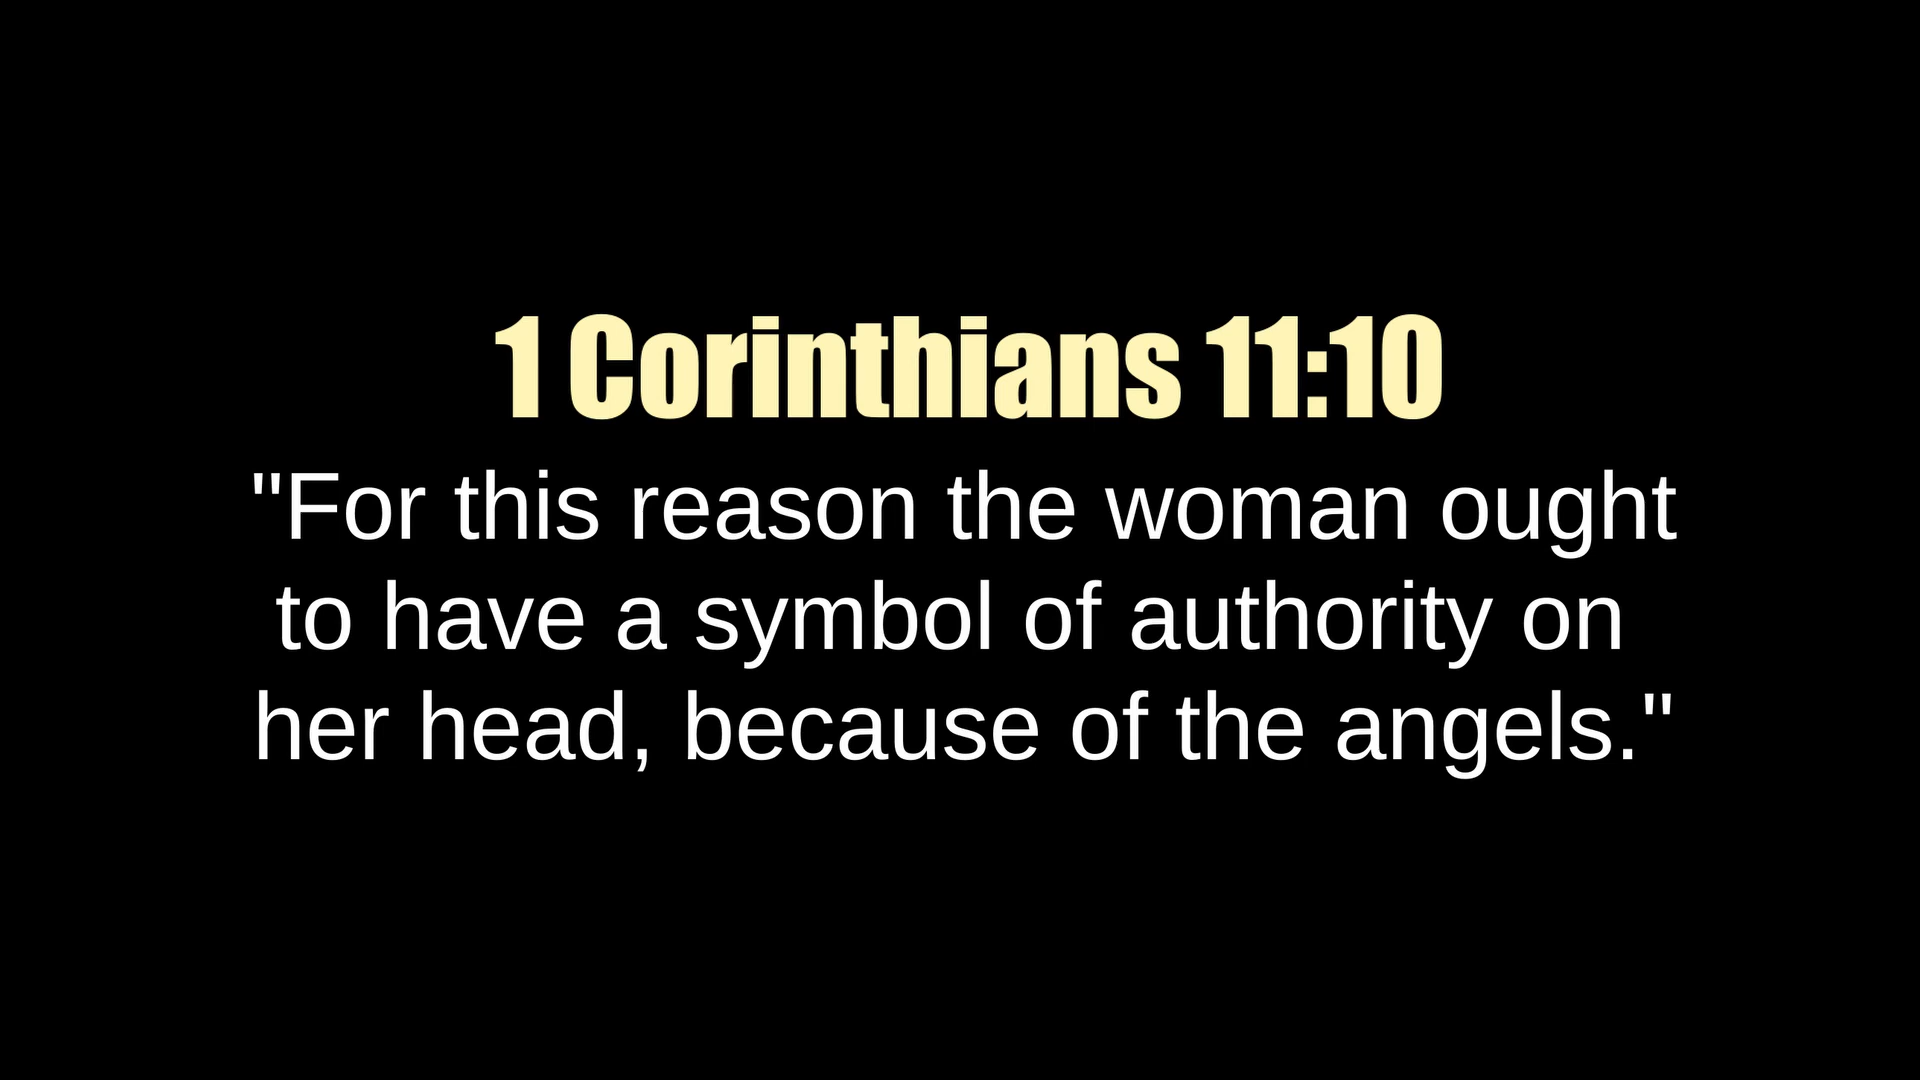 1 Corinthians 11:10
"For this reason the woman ought
to have a symbol of authority on
her head, because of the angels."